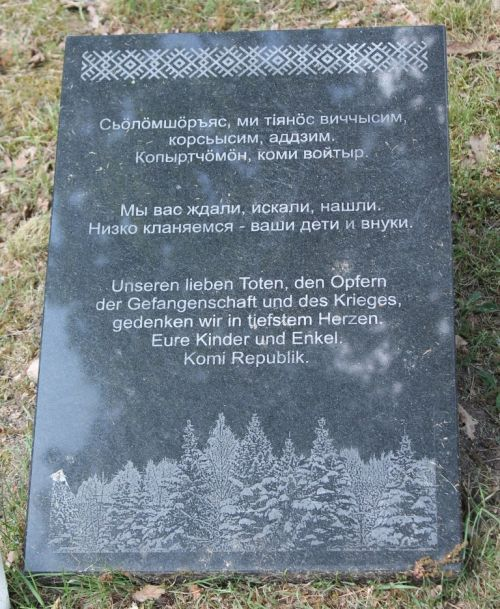 Сьӧлӧмшӧръяс, ми тіянӧс виччысим,
корсьысим, аддзим.
Копыртчӧмӧн, коми войтыр.
Мы вас ждали, искали, нашли.
Низко кланяемся - ваши дети и внуки.
Unseren lieben Toten, den Opfern
der Gefangenschaft und des Krieges,
gedenken wir in tiefstem Herzen.
Eure Kinder und Enkel.
Komi Republik.